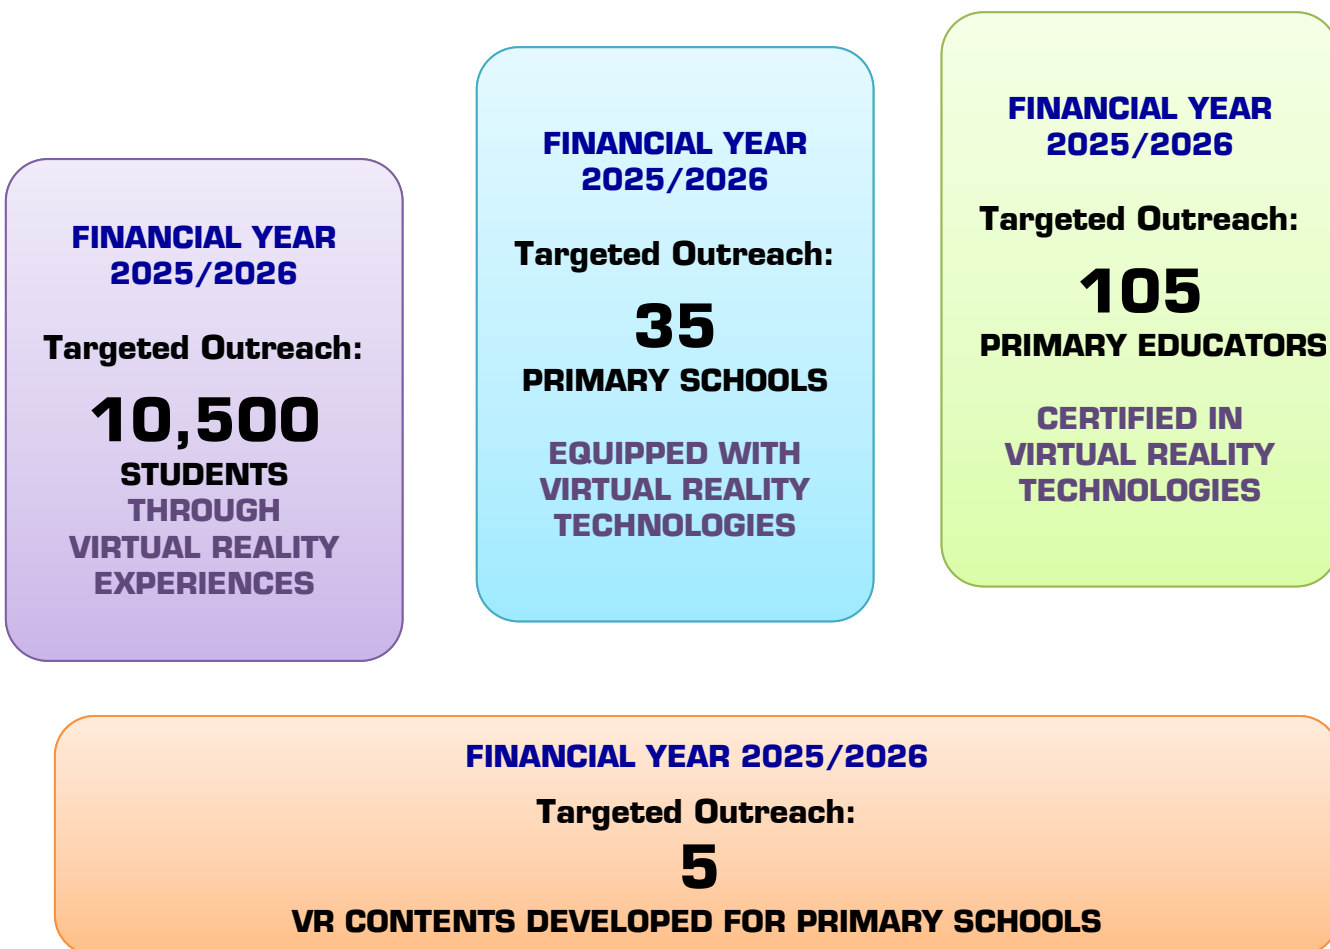 FINANCIAL YEAR
2025/2026
Targeted Outreach:
10,500
STUDENTS
THROUGH
VIRTUAL REALITY
EXPERIENCES
FINANCIAL YEAR
2025/2026
Targeted Outreach:
35
PRIMARY SCHOOLS
EQUIPPED WITH
VIRTUAL REALITY
TECHNOLOGIES
FINANCIAL YEAR
2025/2026
Targeted Outreach:
105
PRIMARY EDUCATORS
CERTIFIED IN
VIRTUAL REALITY
TECHNOLOGIES
FINANCIAL YEAR 2025/2026
Targeted Outreach:
5
VR CONTENTS DEVELOPED FOR PRIMARY SCHOOLS